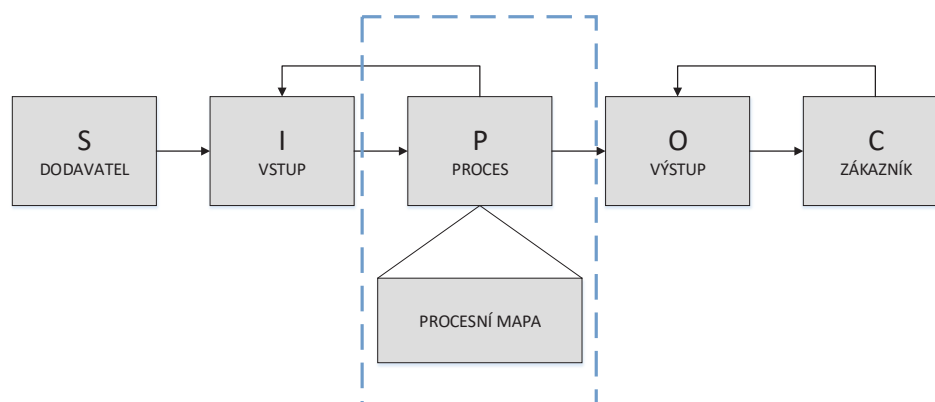 S
DODAVATEL
I
VSTUP
P
PROCES
O
VÝSTUP
C
ZÁKAZNÍK
PROCESNÍ MAPA